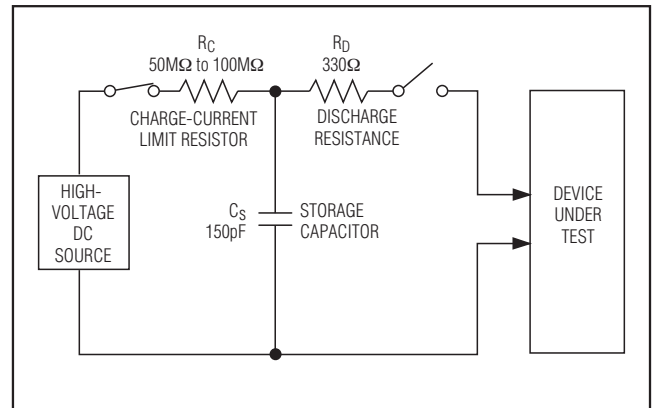 R_C
50MΩ to 100MΩ
CHARGE-CURRENT
LIMIT RESISTOR
R_D
330Ω
DISCHARGE
RESISTANCE
HIGH-
VOLTAGE
DC
SOURCE
C_S
150pF
STORAGE
CAPACITOR
DEVICE
UNDER
TEST